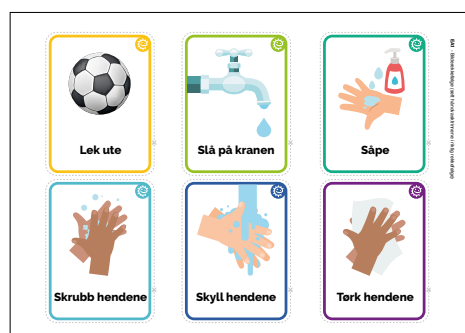 Lek ute
Slå på kranen
Såpe
Skrubb hendene
Skyll hendene
Tørk hendene